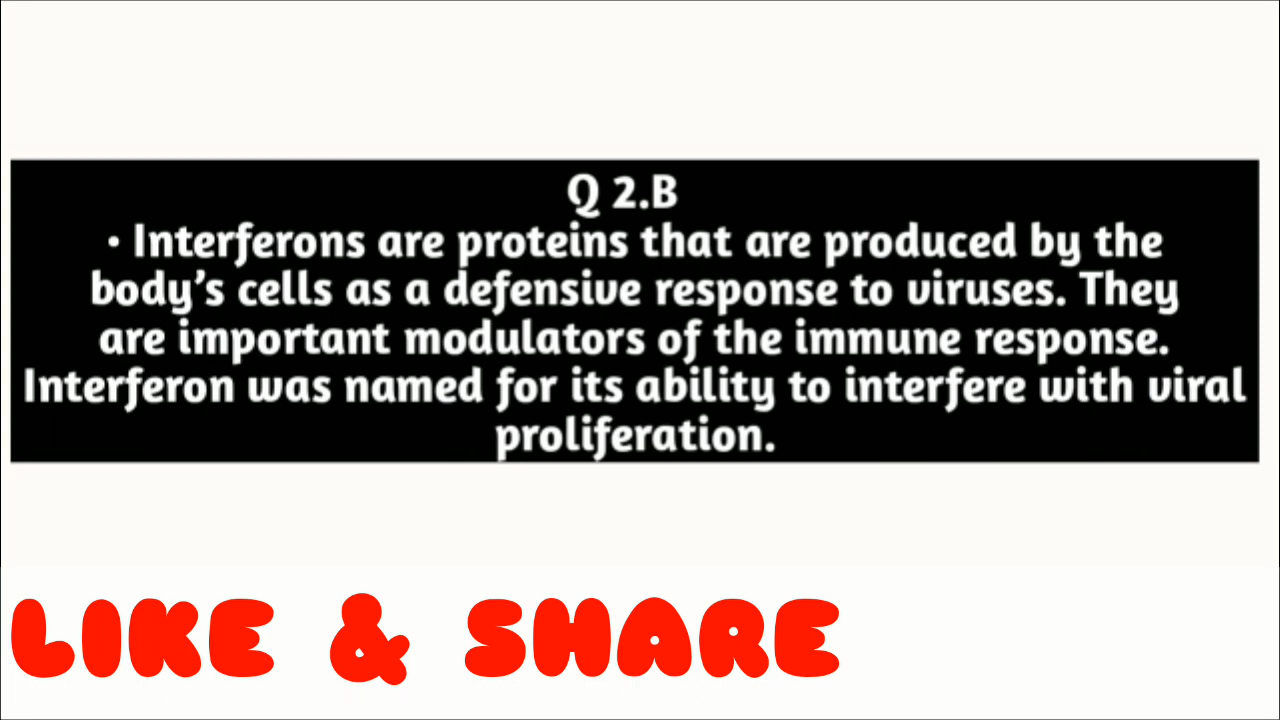 Q 2.B
• Interferons are proteins that are produced by the
body’s cells as a defensive response to viruses. They
are important modulators of the immune response.
Interferon was named for its ability to interfere with viral
proliferation.
LIKE & SHARE